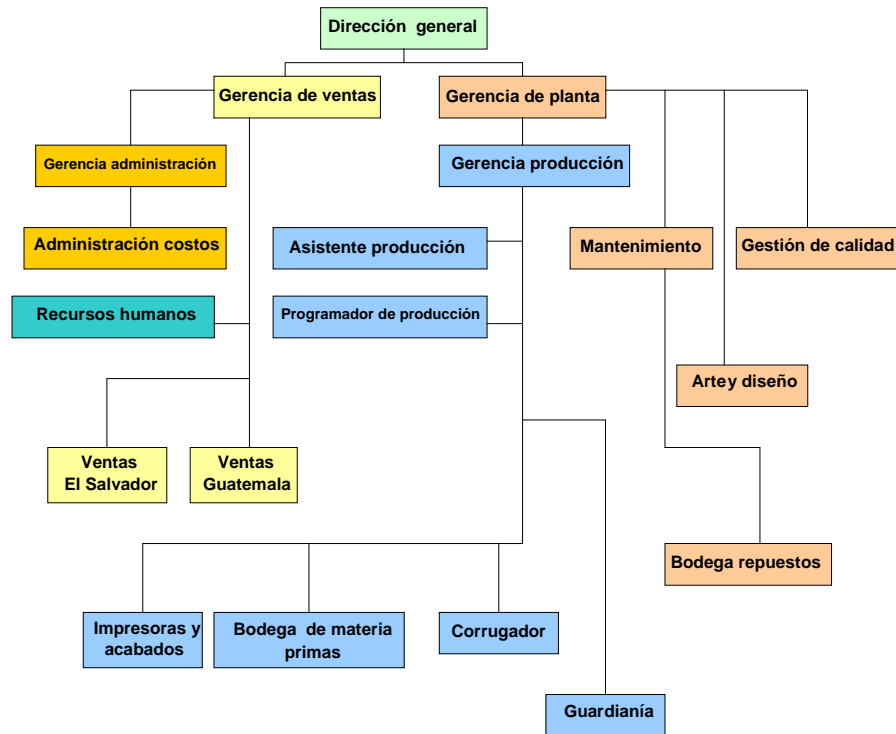 Dirección general
Gerencia de ventas
Gerencia de planta
Gerencia administración
Gerencia producción
Administración costos
Asistente producción
Mantenimiento
Gestión de calidad
Recursos humanos
Programador de producción
Arte y diseño
Ventas
El Salvador
Ventas
Guatemala
Bodega repuestos
Impresoras y
acabados
Bodega de materia
primas
Corrugador
Guardianía